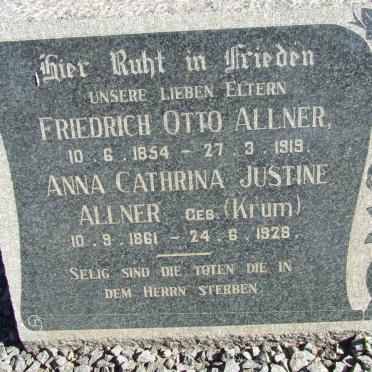 Hier Ruht in Frieden
UNSERE LIEBEN ELTERN
FRIEDRICH OTTO ALLNER,
10 . 6 . 1854 – 27 . 3 . 1919.
ANNA CATHRINA JUSTINE
ALLNER GEB. (Krum)
10 . 9 . 1861 – 24 . 6 . 1928.
SELIG SIND DIE TOTEN DIE IN
DEM HERRN STERBEN.